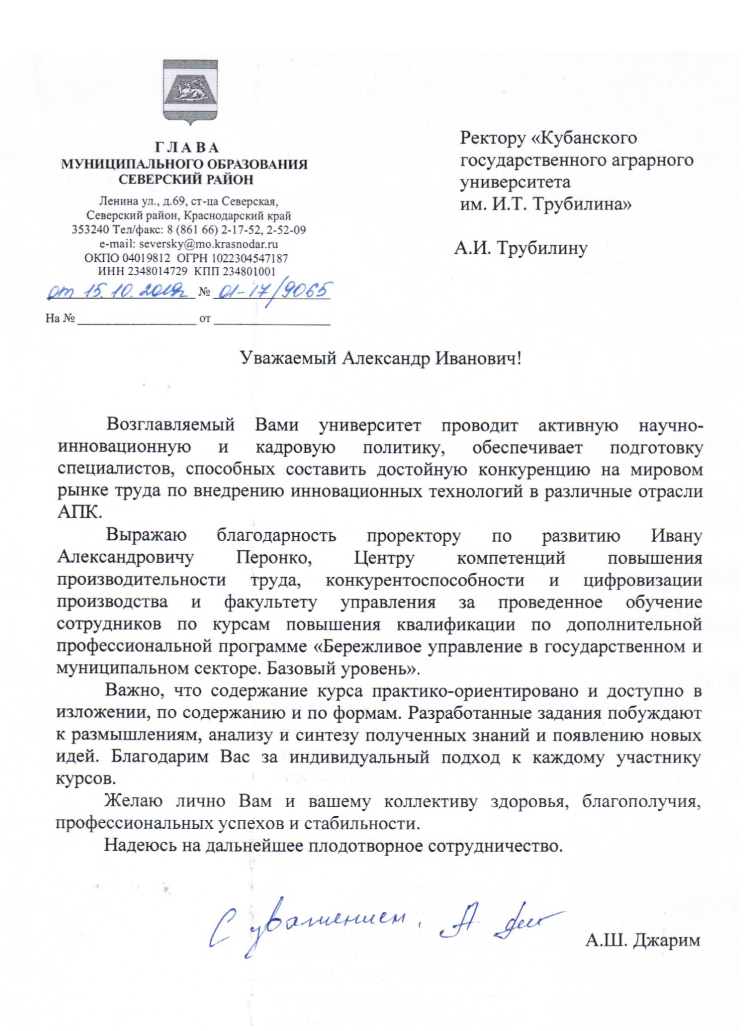 ГЛАВА
МУНИЦИПАЛЬНОГО ОБРАЗОВАНИЯ
СЕВЕРСКИЙ РАЙОН
Ленина ул., д.69, ст-ца Северская,
Северский район, Краснодарский край
353240 Тел/факс: 8 (861 66) 2-17-52, 2-52-09
e-mail: seversky@mo.krasnodar.ru
ОКПО 04019812 ОГРН 1022304547187
ИНН 2348014729 КПП 234801001
от 15.10.2019г № 01-17/9065
На № ____________ от ____________
Ректору «Кубанского
государственного аграрного
университета
им. И.Т. Трубилина»
А.И. Трубилину
Уважаемый Александр Иванович!
Возглавляемый Вами университет проводит активную научно-
инновационную и кадровую политику, обеспечивает подготовку
специалистов, способных составить достойную конкуренцию на мировом
рынке труда по внедрению инновационных технологий в различные отрасли
АПК.
Выражаю благодарность проректору по развитию Ивану
Александровичу Перонко, Центру компетенций повышения
производительности труда, конкурентоспособности и цифровизации
производства и факультету управления за проведенное обучение
сотрудников по курсам повышения квалификации по дополнительной
профессиональной программе «Бережливое управление в государственном и
муниципальном секторе. Базовый уровень».
Важно, что содержание курса практико-ориентировано и доступно в
изложении, по содержанию и по формам. Разработанные задания побуждают
к размышлениям, анализу и синтезу полученных знаний и появлению новых
идей. Благодарим Вас за индивидуальный подход к каждому участнику
курсов.
Желаю лично Вам и вашему коллективу здоровья, благополучия,
профессиональных успехов и стабильности.
Надеюсь на дальнейшее плодотворное сотрудничество.
С уважением,
А.Ш. Джарим